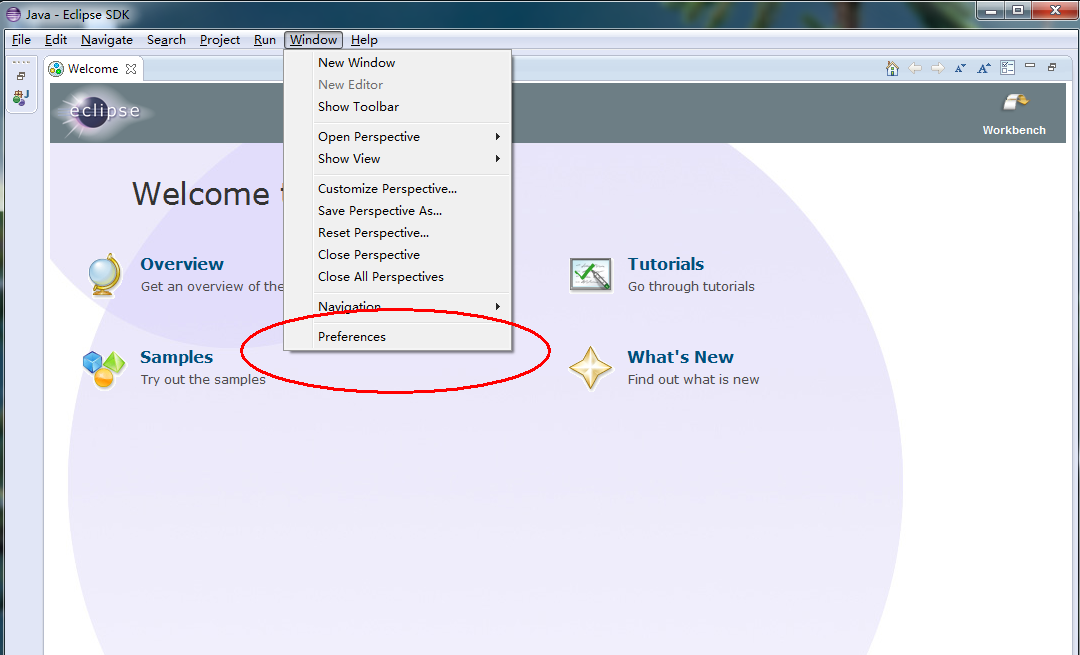 Java - Eclipse SDK
File Edit Navigate Search Project Run Window Help
Welcome
eclipse
Workbench
New Window
New Editor
Show Toolbar
Open Perspective
Show View
Customize Perspective...
Save Perspective As...
Reset Perspective...
Close Perspective
Close All Perspectives
Navigation
Preferences
Welcome
Overview
Get an overview of the
Tutorials
Go through tutorials
Samples
Try out the samples
What's New
Find out what is new